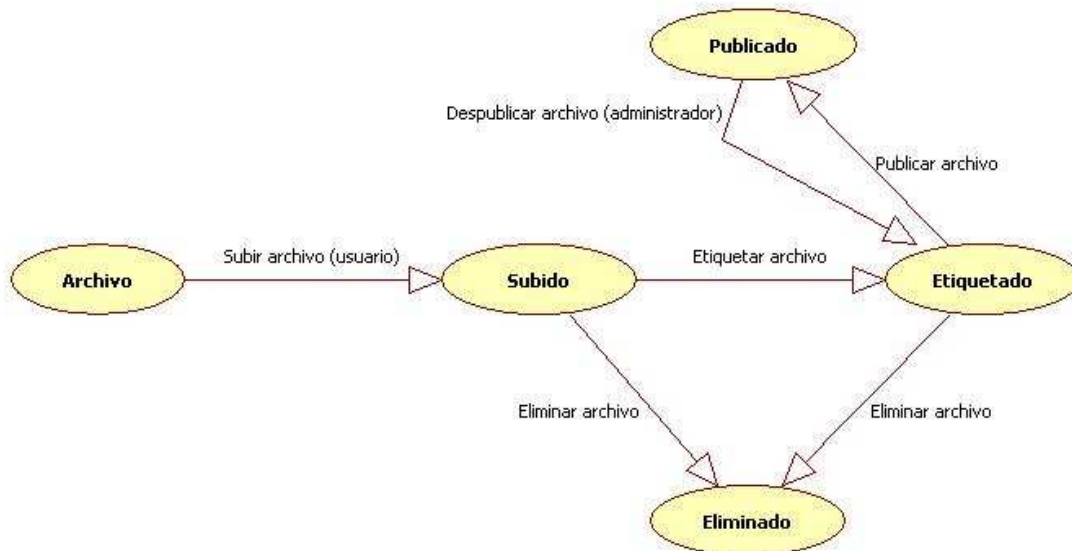 Publicado
Despublicar archivo (administrador)
Publicar archivo
Subir archivo (usuario)
Etiquetar archivo
Archivo
Subido
Etiquetado
Eliminar archivo
Eliminar archivo
Eliminado